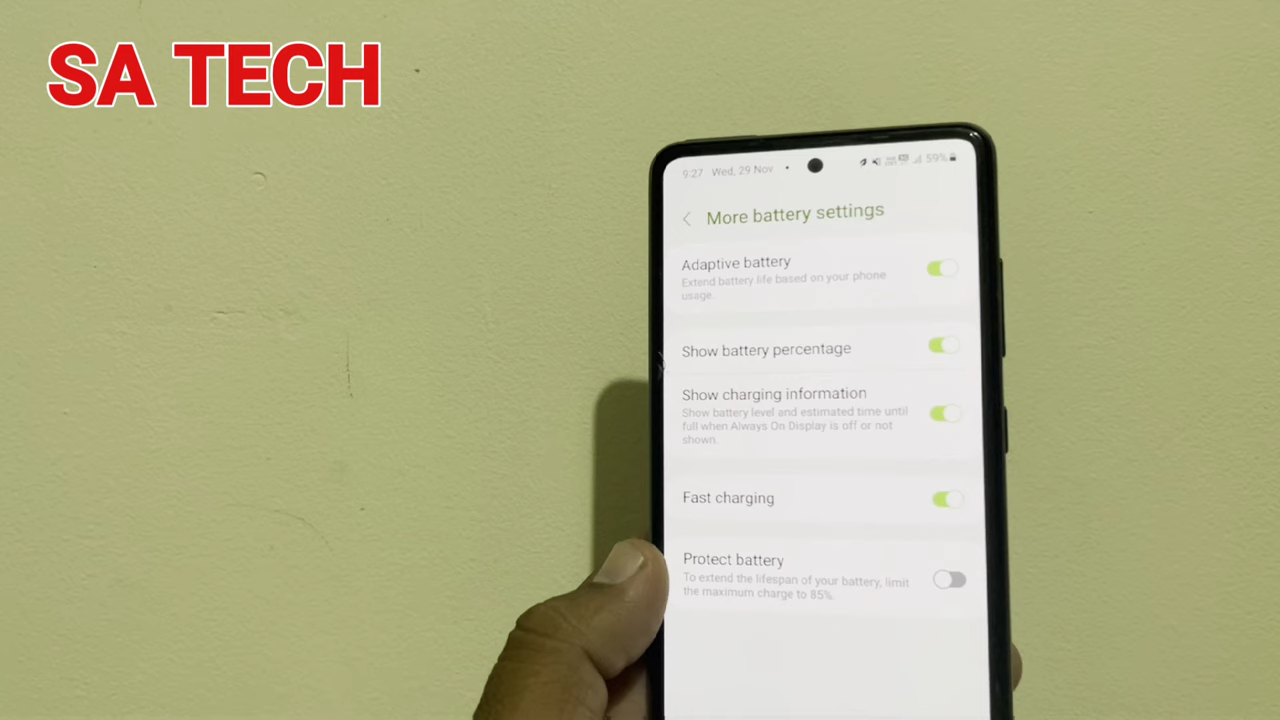 SA TECH
9:27 Wed, 29 Nov
59%
More battery settings
Adaptive battery
Extend battery life based on your phone
usage.
Show battery percentage
Show charging information
Show battery level and estimated time until
full when Always On Display is off or not
shown.
Fast charging
Protect battery
To extend the lifespan of your battery, limit
the maximum charge to 85%.